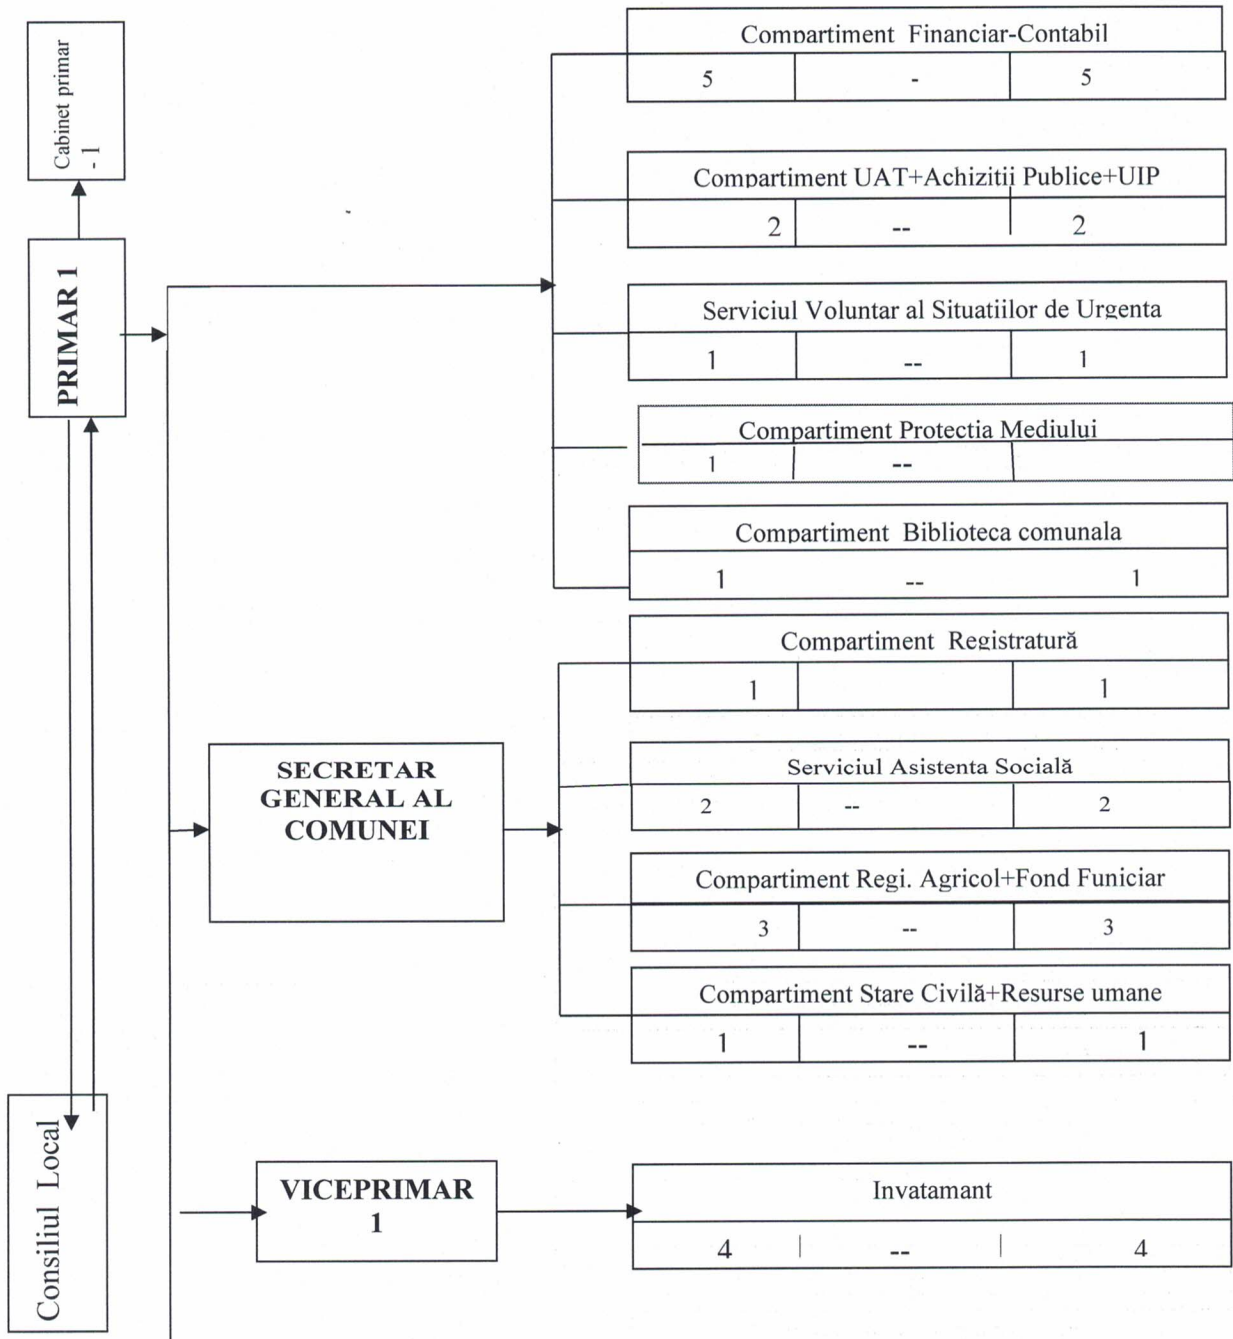 Cabinet primar
-1
PRIMAR 1
Consiliul Local
Compartiment Financiar-Contabil
5 - 5
Compartiment UAT+Achizitii Publice+UIP
2 -- 2
Serviciul Voluntar al Situatiilor de Urgenta
1 -- 1
Compartiment Protectia Mediului
1 --
Compartiment Biblioteca comunala
1 -- 1
SECRETAR
GENERAL AL
COMUNEI
Compartiment Registratură
1 1
Serviciul Asistenta Socială
2 -- 2
Compartiment Regi. Agricol+Fond Funiciar
3 -- 3
Compartiment Stare Civilă+Resurse umane
1 -- 1
VICEPRIMAR
1
Invatamant
4 -- 4